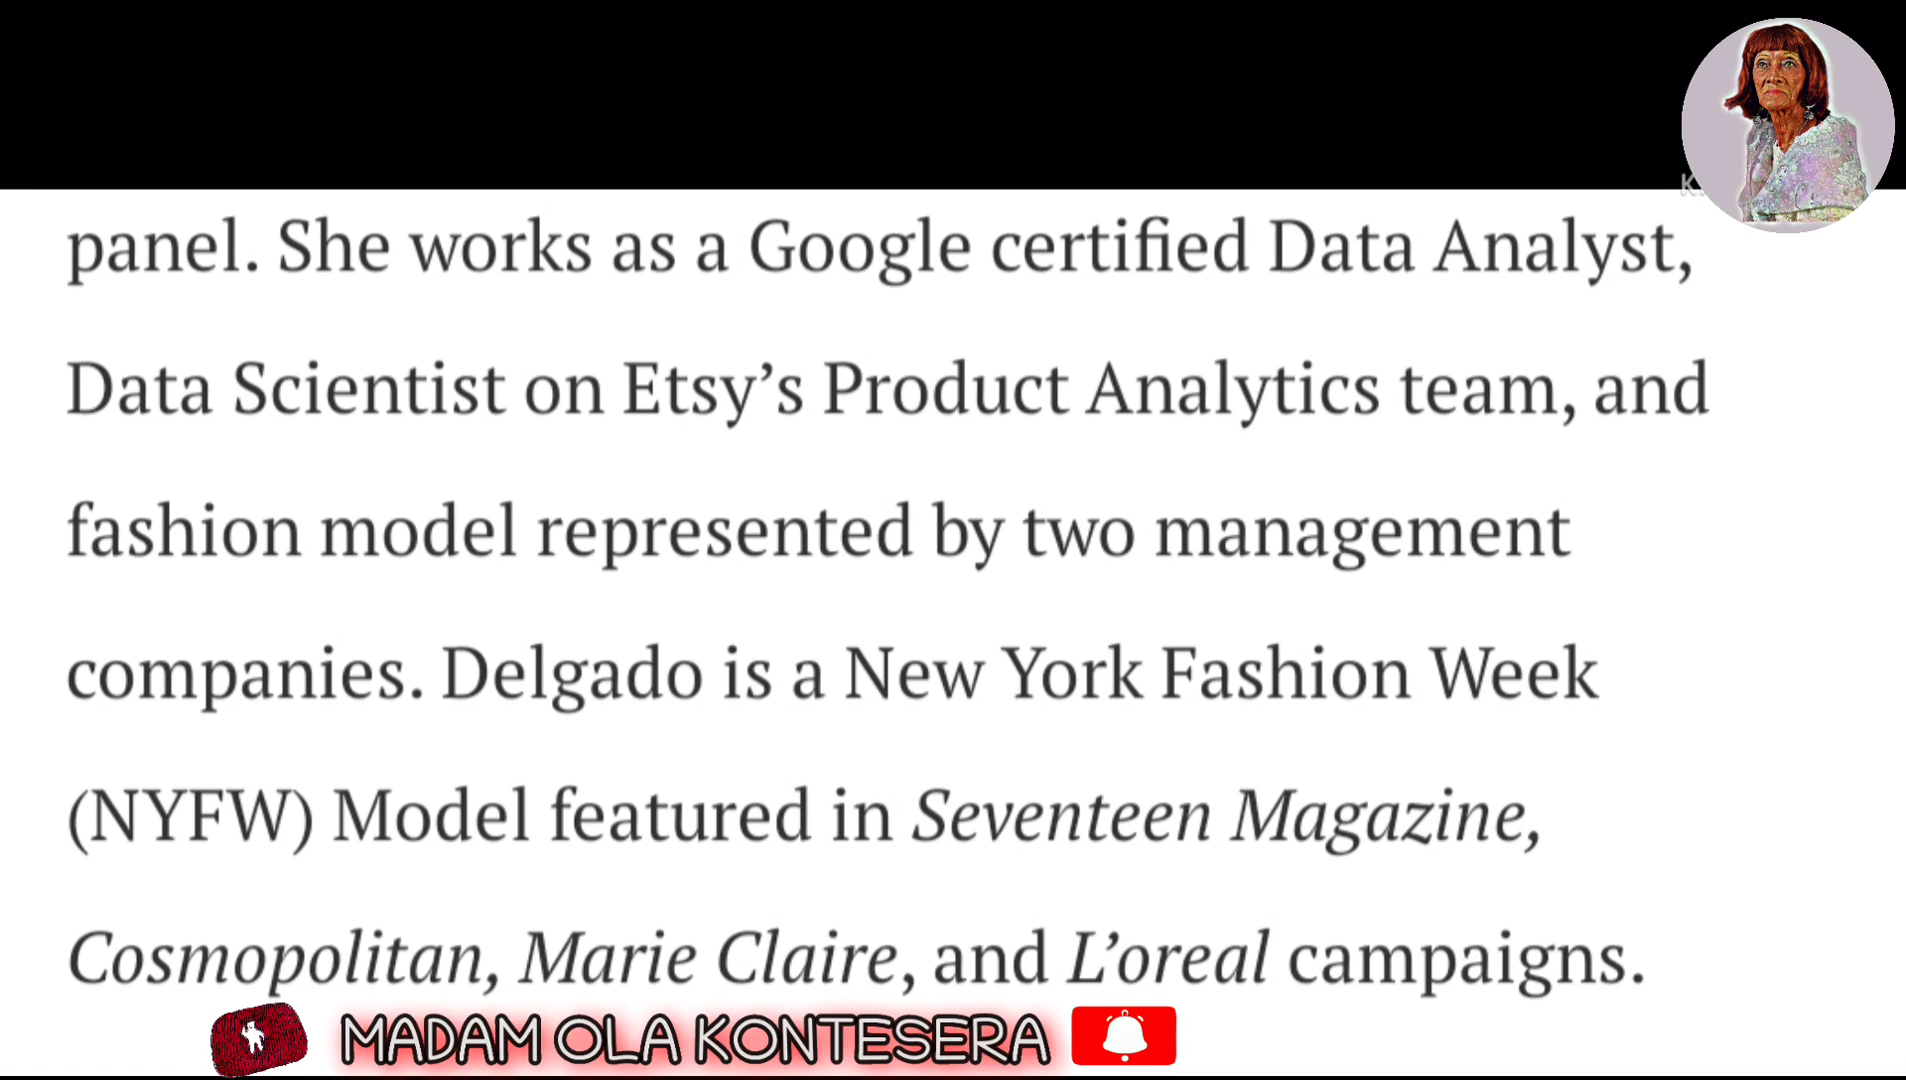 panel. She works as a Google certified Data Analyst,
Data Scientist on Etsy’s Product Analytics team, and
fashion model represented by two management
companies. Delgado is a New York Fashion Week
(NYFW) Model featured in Seventeen Magazine,
Cosmopolitan, Marie Claire, and L’oreal campaigns.
MADAM OLA KONTESERA